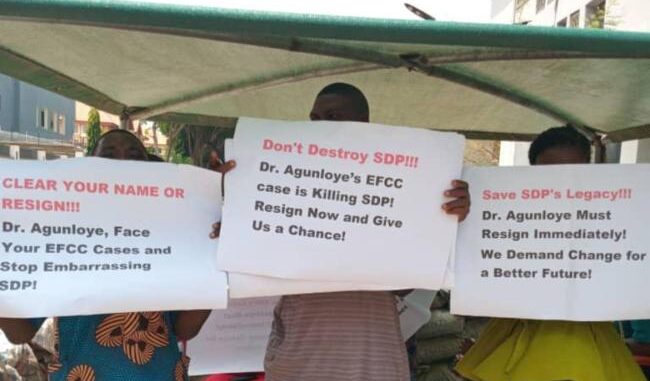 CLEAR YOUR NAME OR
RESIGN!!!
Dr. Agunloye, Face
Your EFCC Cases and
Stop Embarrassing
SDP!
Don't Destroy SDP!!!
Dr. Agunloye's EFCC
case is Killing SDP!
Resign Now and Give
Us a Chance!
Save SDP's Legacy!!!
Dr. Agunloye Must
Resign Immediately!
We Demand Change for
a Better Future!